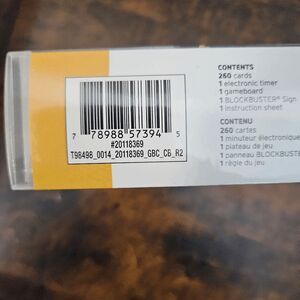 7 78988 57394 5
#20118369
T98498_0014_20118369_GBC_CB_R2
CONTENTS
260 cards
1 electronic timer
1 gameboard
1 BLOCKBUSTER® Sign
1 instruction sheet
CONTENU
260 cartes
1 minuteur électronique
1 plateau de jeu
1 panneau BLOCKBUSTER
1 règle du jeu